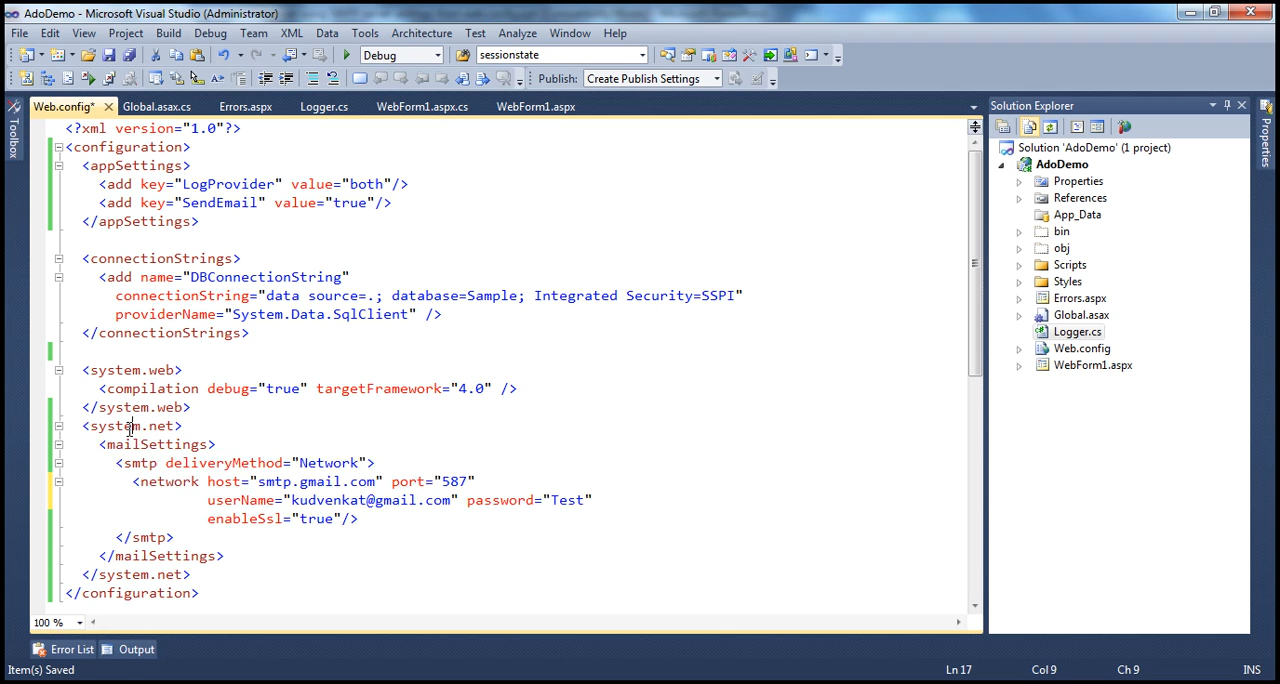 AdoDemo - Microsoft Visual Studio (Administrator)
File Edit View Project Build Debug Team XML Data Tools Architecture Test Analyze Window Help
Debug sessionstate
Publish: Create Publish Settings
Web.config* Global.asax.cs Errors.aspx Logger.cs WebForm1.aspx.cs WebForm1.aspx
Toolbox
<?xml version="1.0"?>
<configuration>
<appSettings>
<add key="LogProvider" value="both"/>
<add key="SendEmail" value="true"/>
</appSettings>
<connectionStrings>
<add name="DBConnectionString"
connectionString="data source=.; database=Sample; Integrated Security=SSPI"
providerName="System.Data.SqlClient" />
</connectionStrings>
<system.web>
<compilation debug="true" targetFramework="4.0" />
</system.web>
<system.net>
<mailSettings>
<smtp deliveryMethod="Network">
<network host="smtp.gmail.com" port="587"
userName="kudvenkat@gmail.com" password="Test"
enableSsl="true"/>
</smtp>
</mailSettings>
</system.net>
</configuration>
100 %
Solution Explorer
Solution 'AdoDemo' (1 project)
AdoDemo
Properties
References
App_Data
bin
obj
Scripts
Styles
Errors.aspx
Global.asax
Logger.cs
Web.config
WebForm1.aspx
Properties
Error List Output
Item(s) Saved Ln 17 Col 9 Ch 9 INS